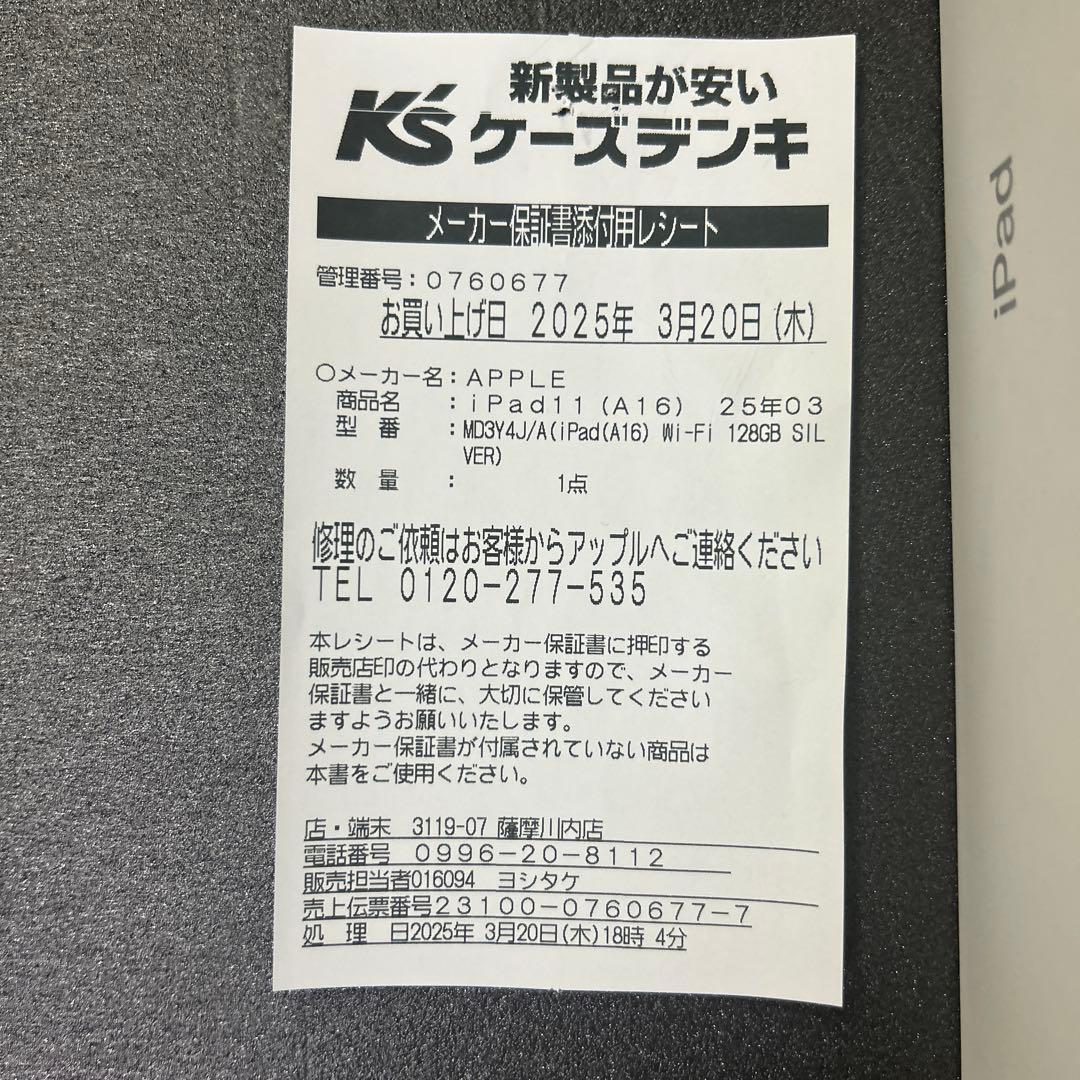 新製品が安い
K's ケーズデンキ
メーカー保証書添付用レシート
管理番号：0760677
お買い上げ日 2025年 3月20日(木)
○メーカー名：APPLE
商品名 ：iPad11(A16) 25年03
型 番 ：MD3Y4J/A(iPad(A16) Wi-Fi 128GB SIL
VER)
数 量 ： 1点
修理のご依頼はお客様からアップルへご連絡ください
TEL 0120-277-535
本レシートは、メーカー保証書に押印する
販売店印の代わりとなりますので、メーカー
保証書と一緒に、大切に保管してください
ますようお願いいたします。
メーカー保証書が付属されていない商品は
本書をご使用ください。
店・端末 3119-07 薩摩川内店
電話番号 0996-20-8112
販売担当者016094 ヨシタケ
売上伝票番号23100-0760677-7
処 理 日2025年 3月20日(木)18時 4分
iPad